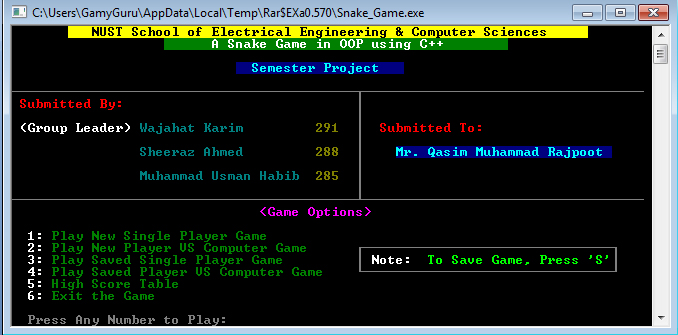 C:\Users\GamyGuru\AppData\Local\Temp\Rar$EXa0.570\Snake_Game.exe
NUST School of Electrical Engineering & Computer Sciences
A Snake Game in OOP using C++
Semester Project
Submitted By:
(Group Leader) Wajahat Karim 291
Sheeraz Ahmed 288
Muhammad Usman Habib 285
Submitted To:
Mr. Qasim Muhammad Rajpoot
<Game Options>
1: Play New Single Player Game
2: Play New Player VS Computer Game
3: Play Saved Single Player Game
4: Play Saved Player VS Computer Game
5: High Score Table
6: Exit the Game
Note: To Save Game, Press 'S'
Press Any Number to Play: